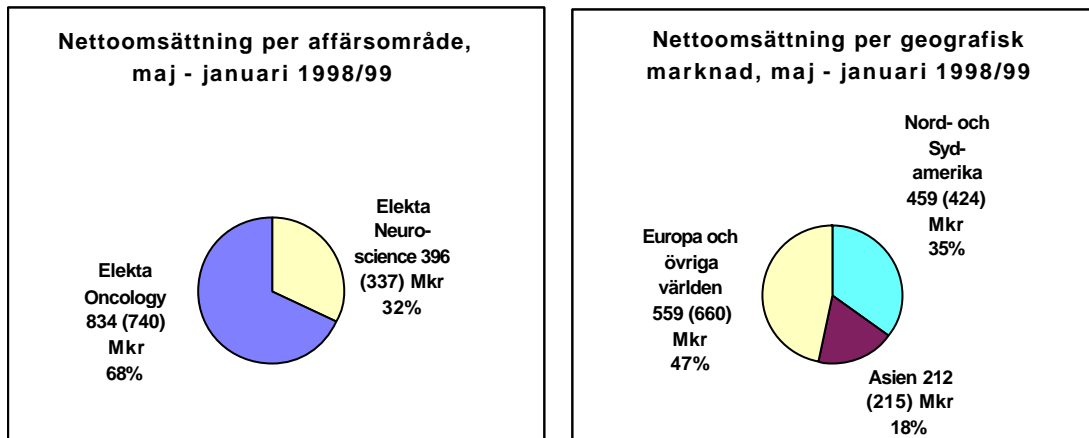 Nettoomsättning per affärsområde,
maj - januari 1998/99
Elekta
Neuro-
science 396
(337) Mkr
32%
Elekta
Oncology
834 (740)
Mkr
68%
Nettoomsättning per geografisk
marknad, maj - januari 1998/99
Nord- och
Syd-
amerika
459 (424)
Mkr
35%
Europa och
övriga
världen
559 (660)
Mkr
47%
Asien 212
(215) Mkr
18%